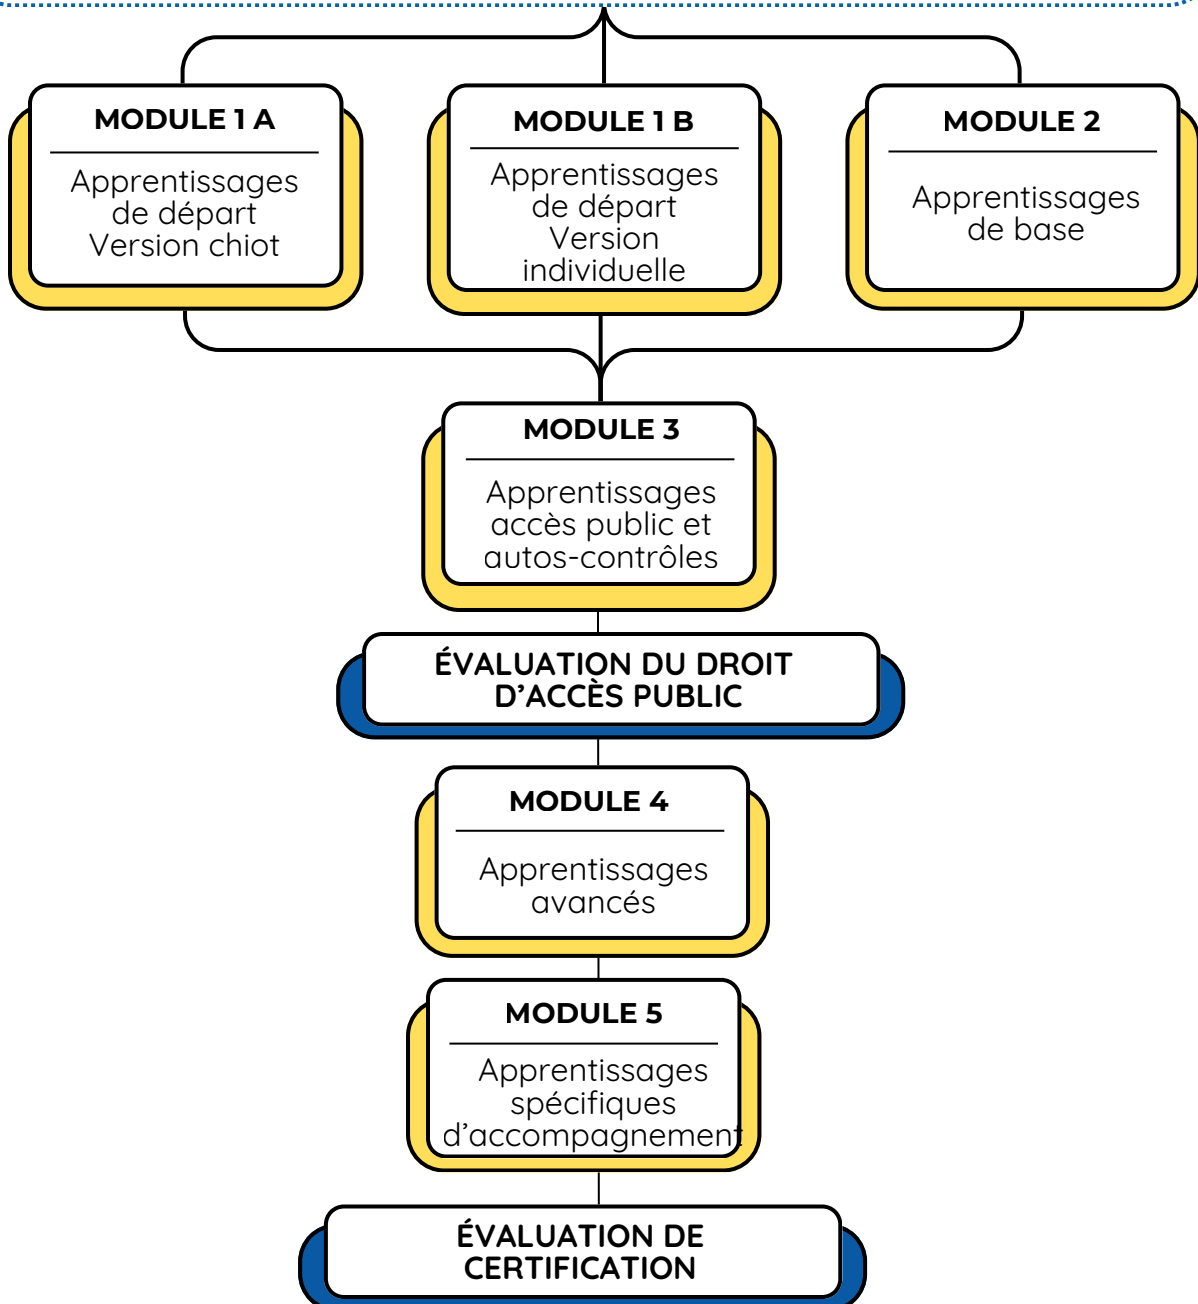 MODULE 1 A
Apprentissages
de départ
Version chiot
MODULE 1 B
Apprentissages
de départ
Version
individuelle
MODULE 2
Apprentissages
de base
MODULE 3
Apprentissages
accès public et
autos-contrôles
ÉVALUATION DU DROIT
D'ACCÈS PUBLIC
MODULE 4
Apprentissages
avancés
MODULE 5
Apprentissages
spécifiques
d'accompagnement
ÉVALUATION DE
CERTIFICATION